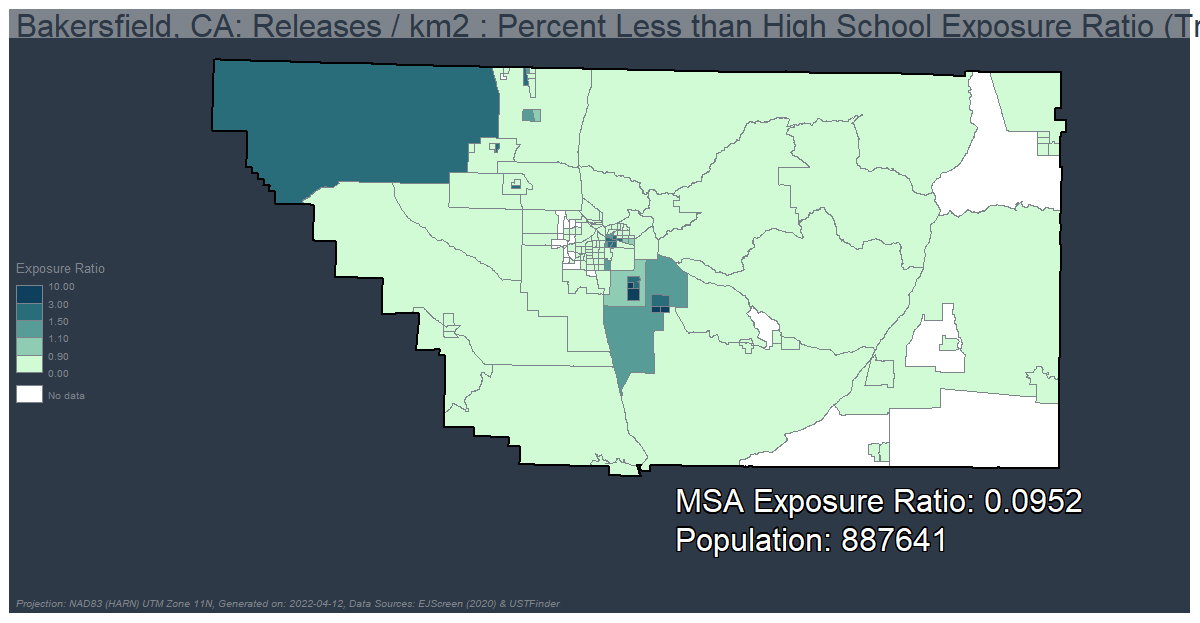 Bakersfield, CA: Releases / km2 : Percent Less than High School Exposure Ratio (Tr
Exposure Ratio
10.00
3.00
1.50
1.10
0.90
0.00
No data
MSA Exposure Ratio: 0.0952
Population: 887641
Projection: NAD83 (HARN) UTM Zone 11N, Generated on: 2022-04-12, Data Sources: EJScreen (2020) & USTFinder